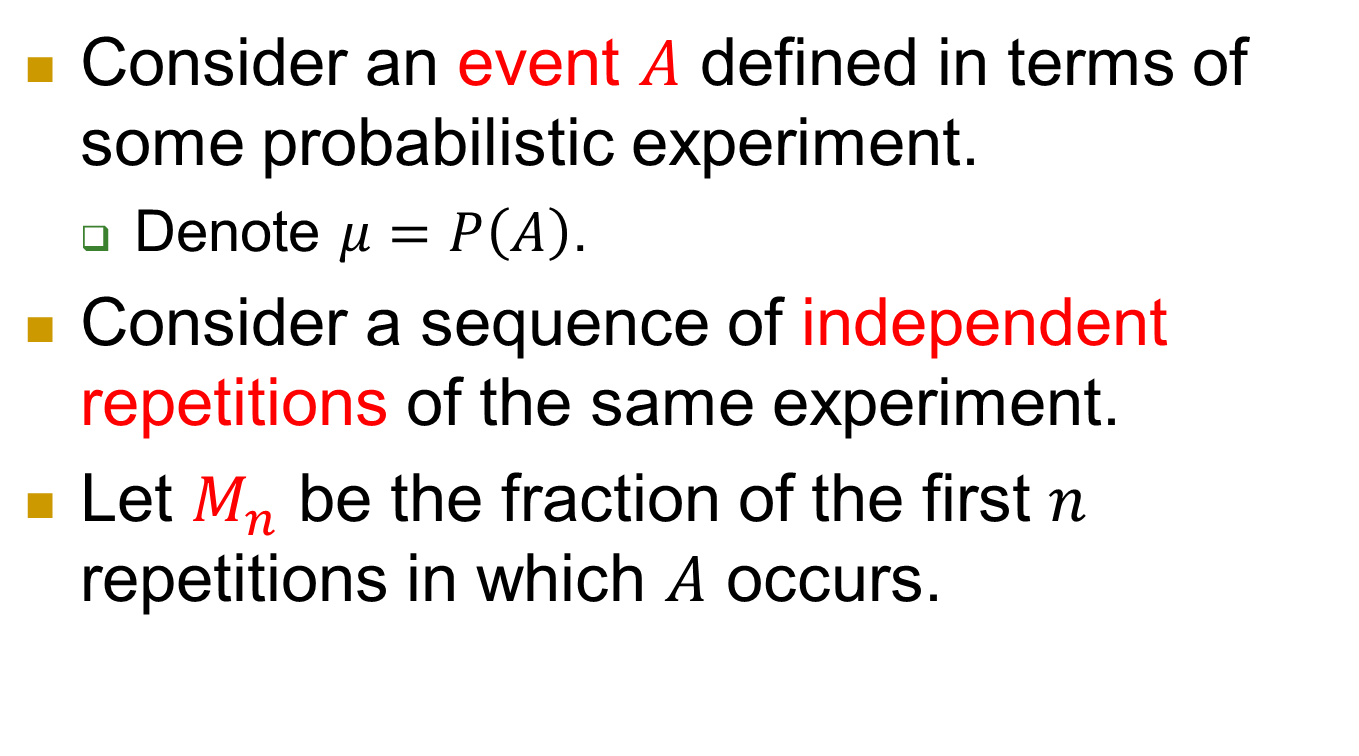 Consider an event A defined in terms of
some probabilistic experiment.
Denote μ = P(A).
Consider a sequence of independent
repetitions of the same experiment.
Let Mₙ be the fraction of the first n
repetitions in which A occurs.